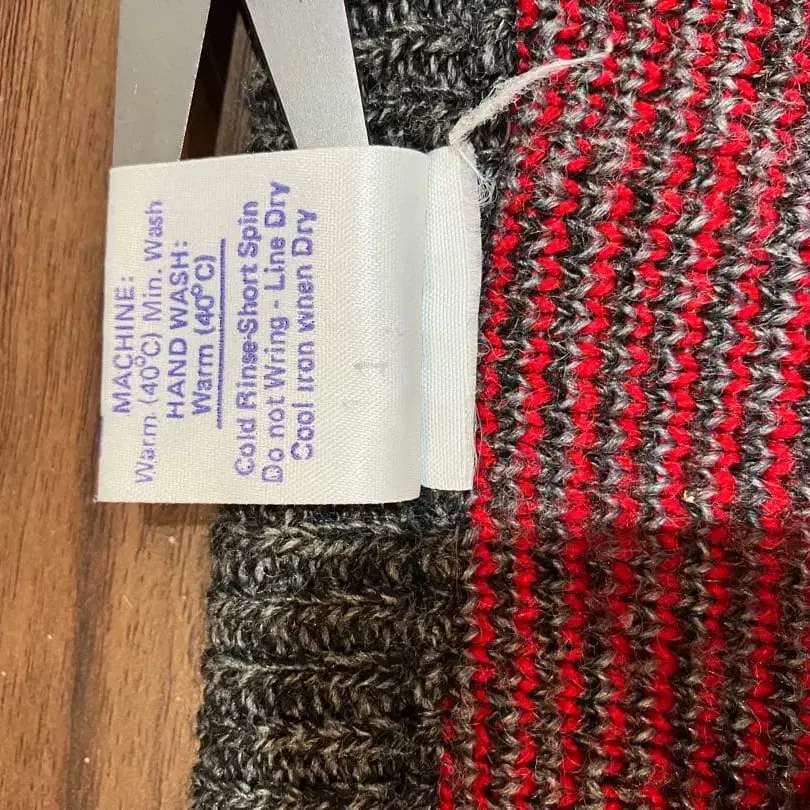 MACHINE:
Warm (40°C) Min. Wash
HAND WASH:
Warm (40°C)
Cold Rinse-Short Spin
Do not Wring - Line Dry
Cool iron when Dry